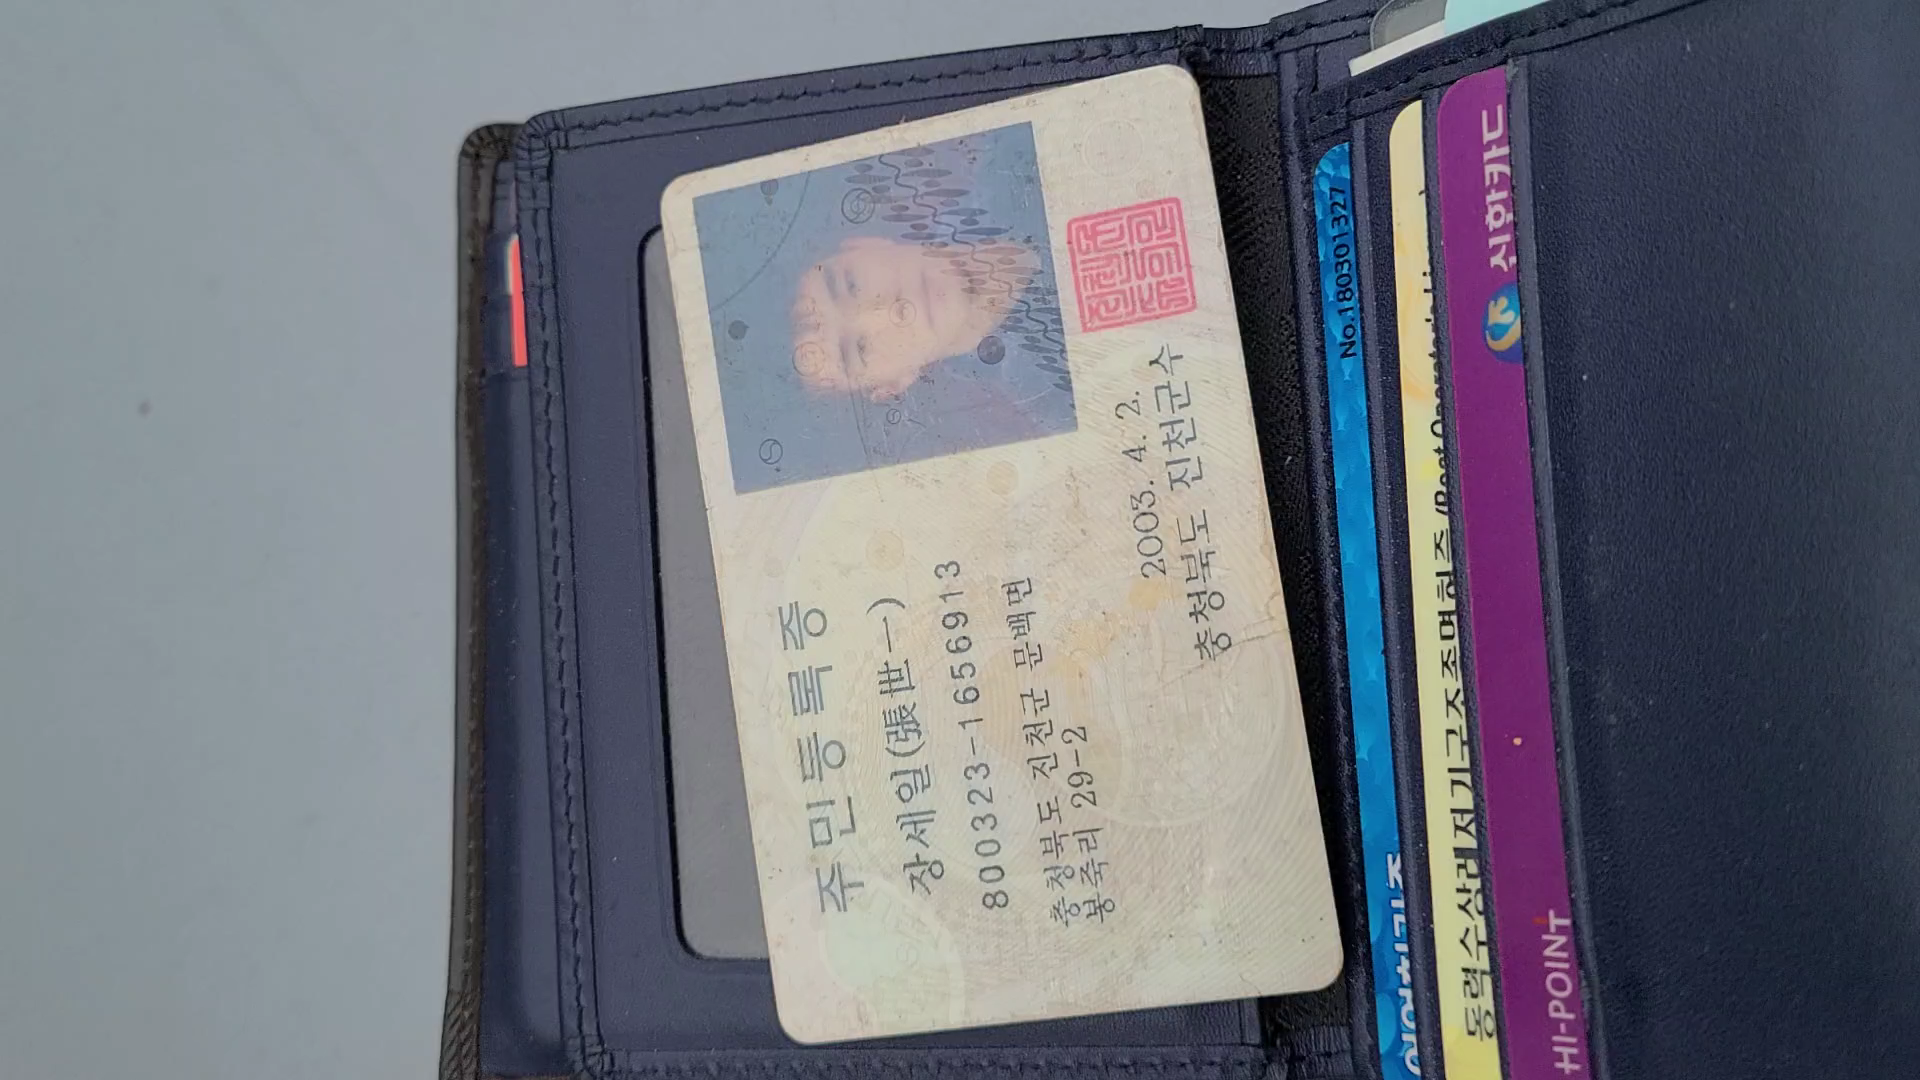 주민등록증
장세일(張世一)
800323-1656913
충청북도 진천군 문백면
봉죽리 29-2
2003. 4. 2.
충청북도 진천군수
No.180301327
동력수상레저기구조종면허증
신한카드
HI-POINT